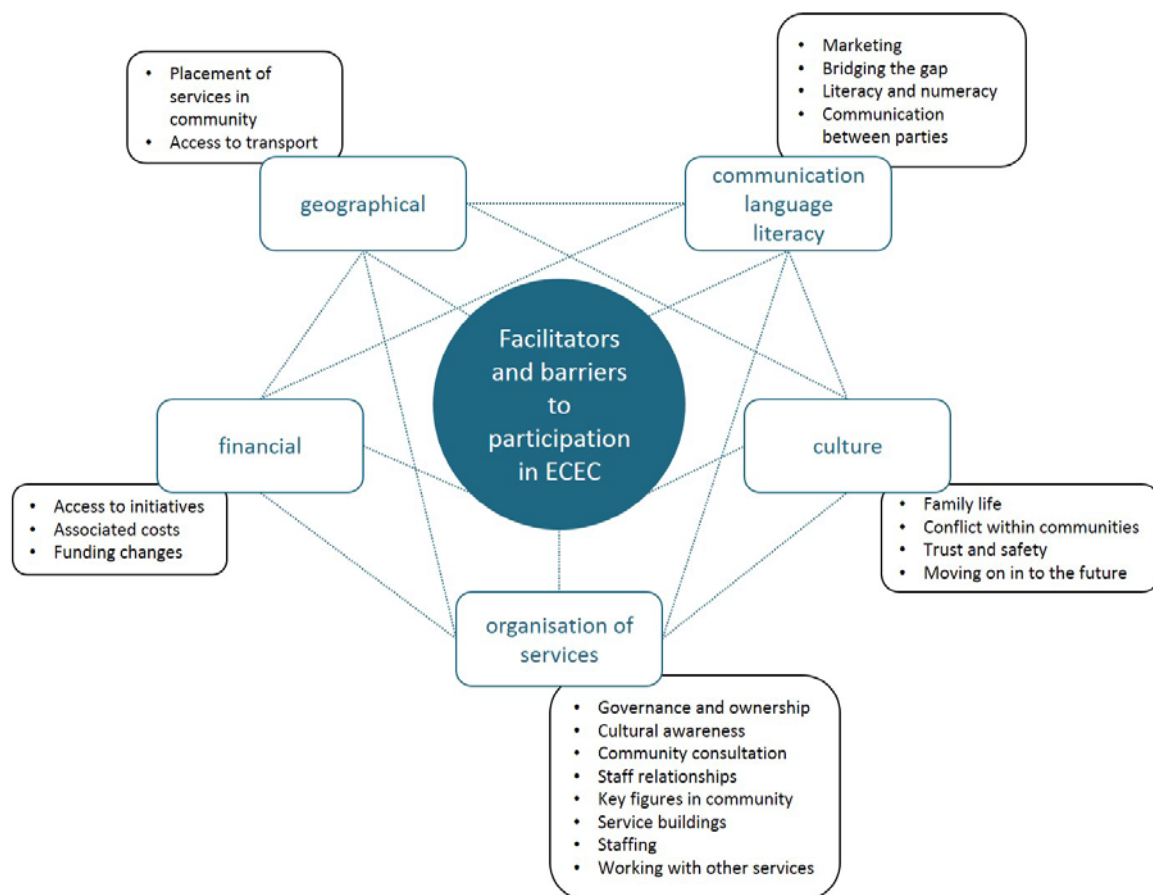 • Placement of
services in
community
• Access to transport
geographical
• Marketing
• Bridging the gap
• Literacy and numeracy
• Communication
between parties
communication
language
literacy
Facilitators
and barriers
to
participation
in ECEC
financial
• Access to initiatives
• Associated costs
• Funding changes
culture
• Family life
• Conflict within communities
• Trust and safety
• Moving on in to the future
organisation of
services
• Governance and ownership
• Cultural awareness
• Community consultation
• Staff relationships
• Key figures in community
• Service buildings
• Staffing
• Working with other services